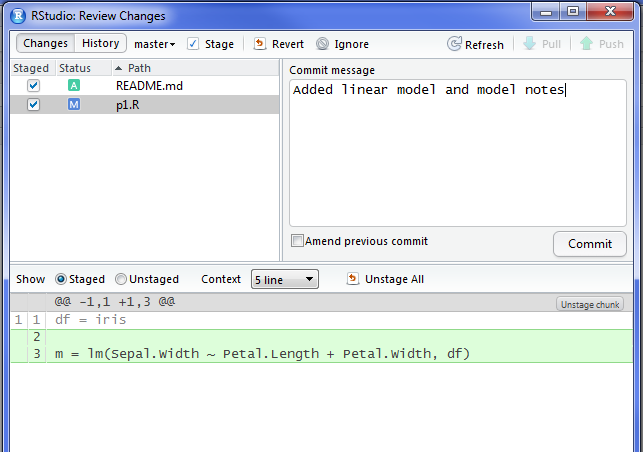 RStudio: Review Changes
Changes History master Stage Revert Ignore Refresh Pull Push
Staged Status Path
A README.md
M p1.R
Commit message
Added linear model and model notes
Amend previous commit
Commit
Show Staged Unstaged Context 5 line Unstage All
@@ -1,1 +1,3 @@ Unstage chunk
1 1 df = iris
2
3 m = lm(Sepal.Width ~ Petal.Length + Petal.Width, df)